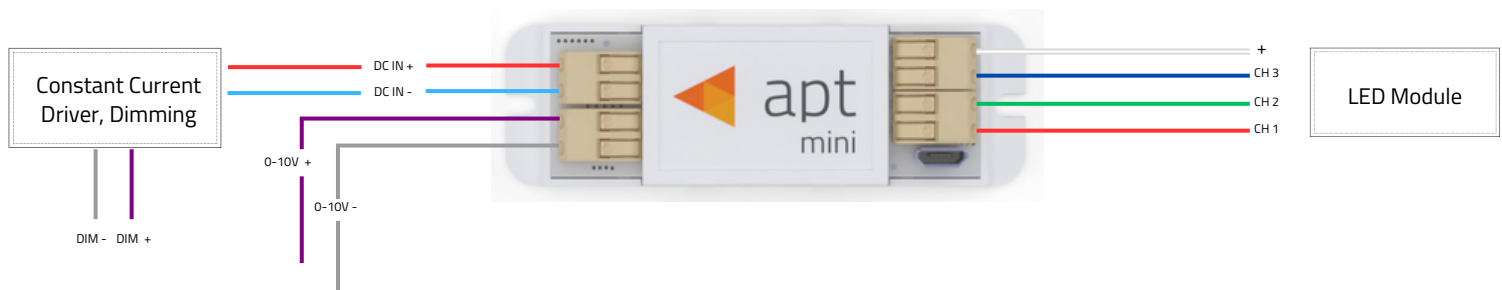 Constant Current
Driver, Dimming
DIM - DIM +
DC IN +
DC IN -
0-10V +
0-10V -
apt
mini
+
CH 3
CH 2
CH 1
LED Module